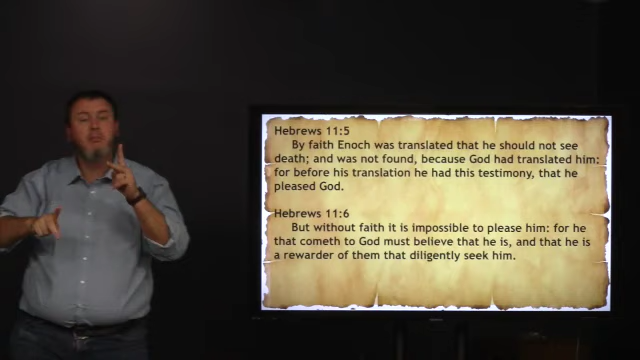 Hebrews 11:5
By faith Enoch was translated that he should not see
death; and was not found, because God had translated him:
for before his translation he had this testimony, that he
pleased God.
Hebrews 11:6
But without faith it is impossible to please him: for he
that cometh to God must believe that he is, and that he is
a rewarder of them that diligently seek him.